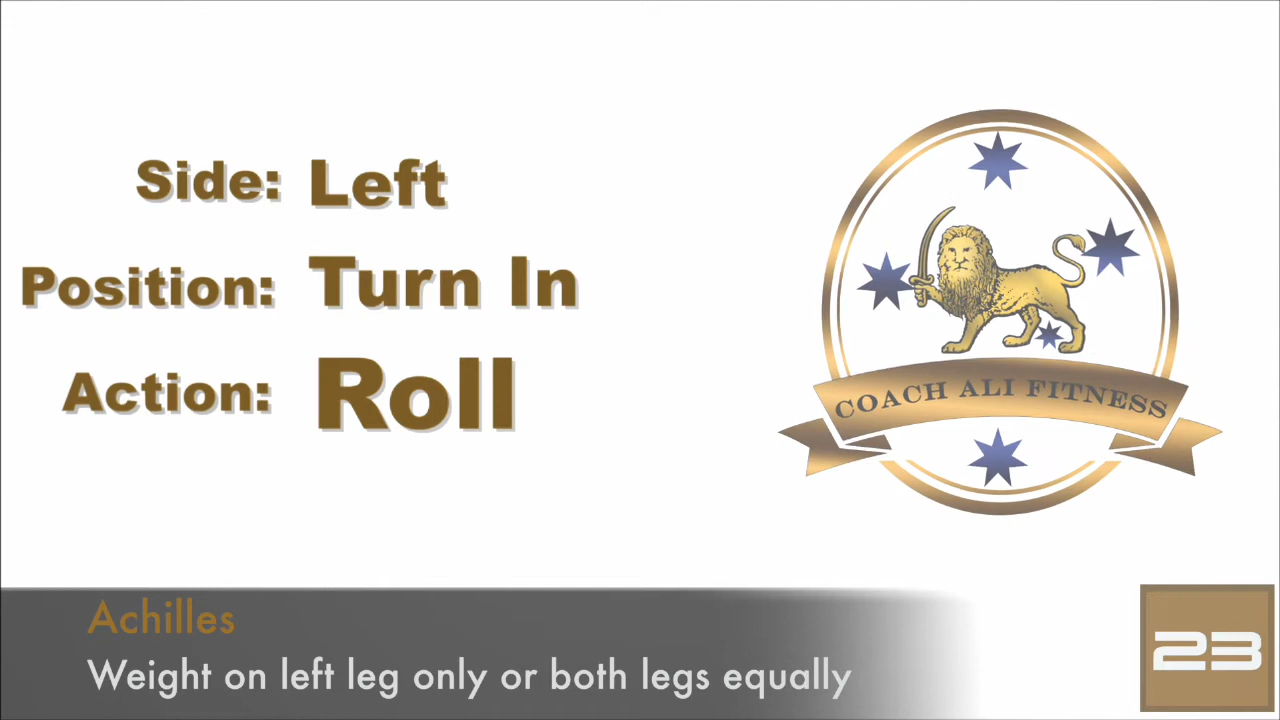 Side: Left
Position: Turn In
Action: Roll
COACH ALI FITNESS
Achilles
Weight on left leg only or both legs equally
23